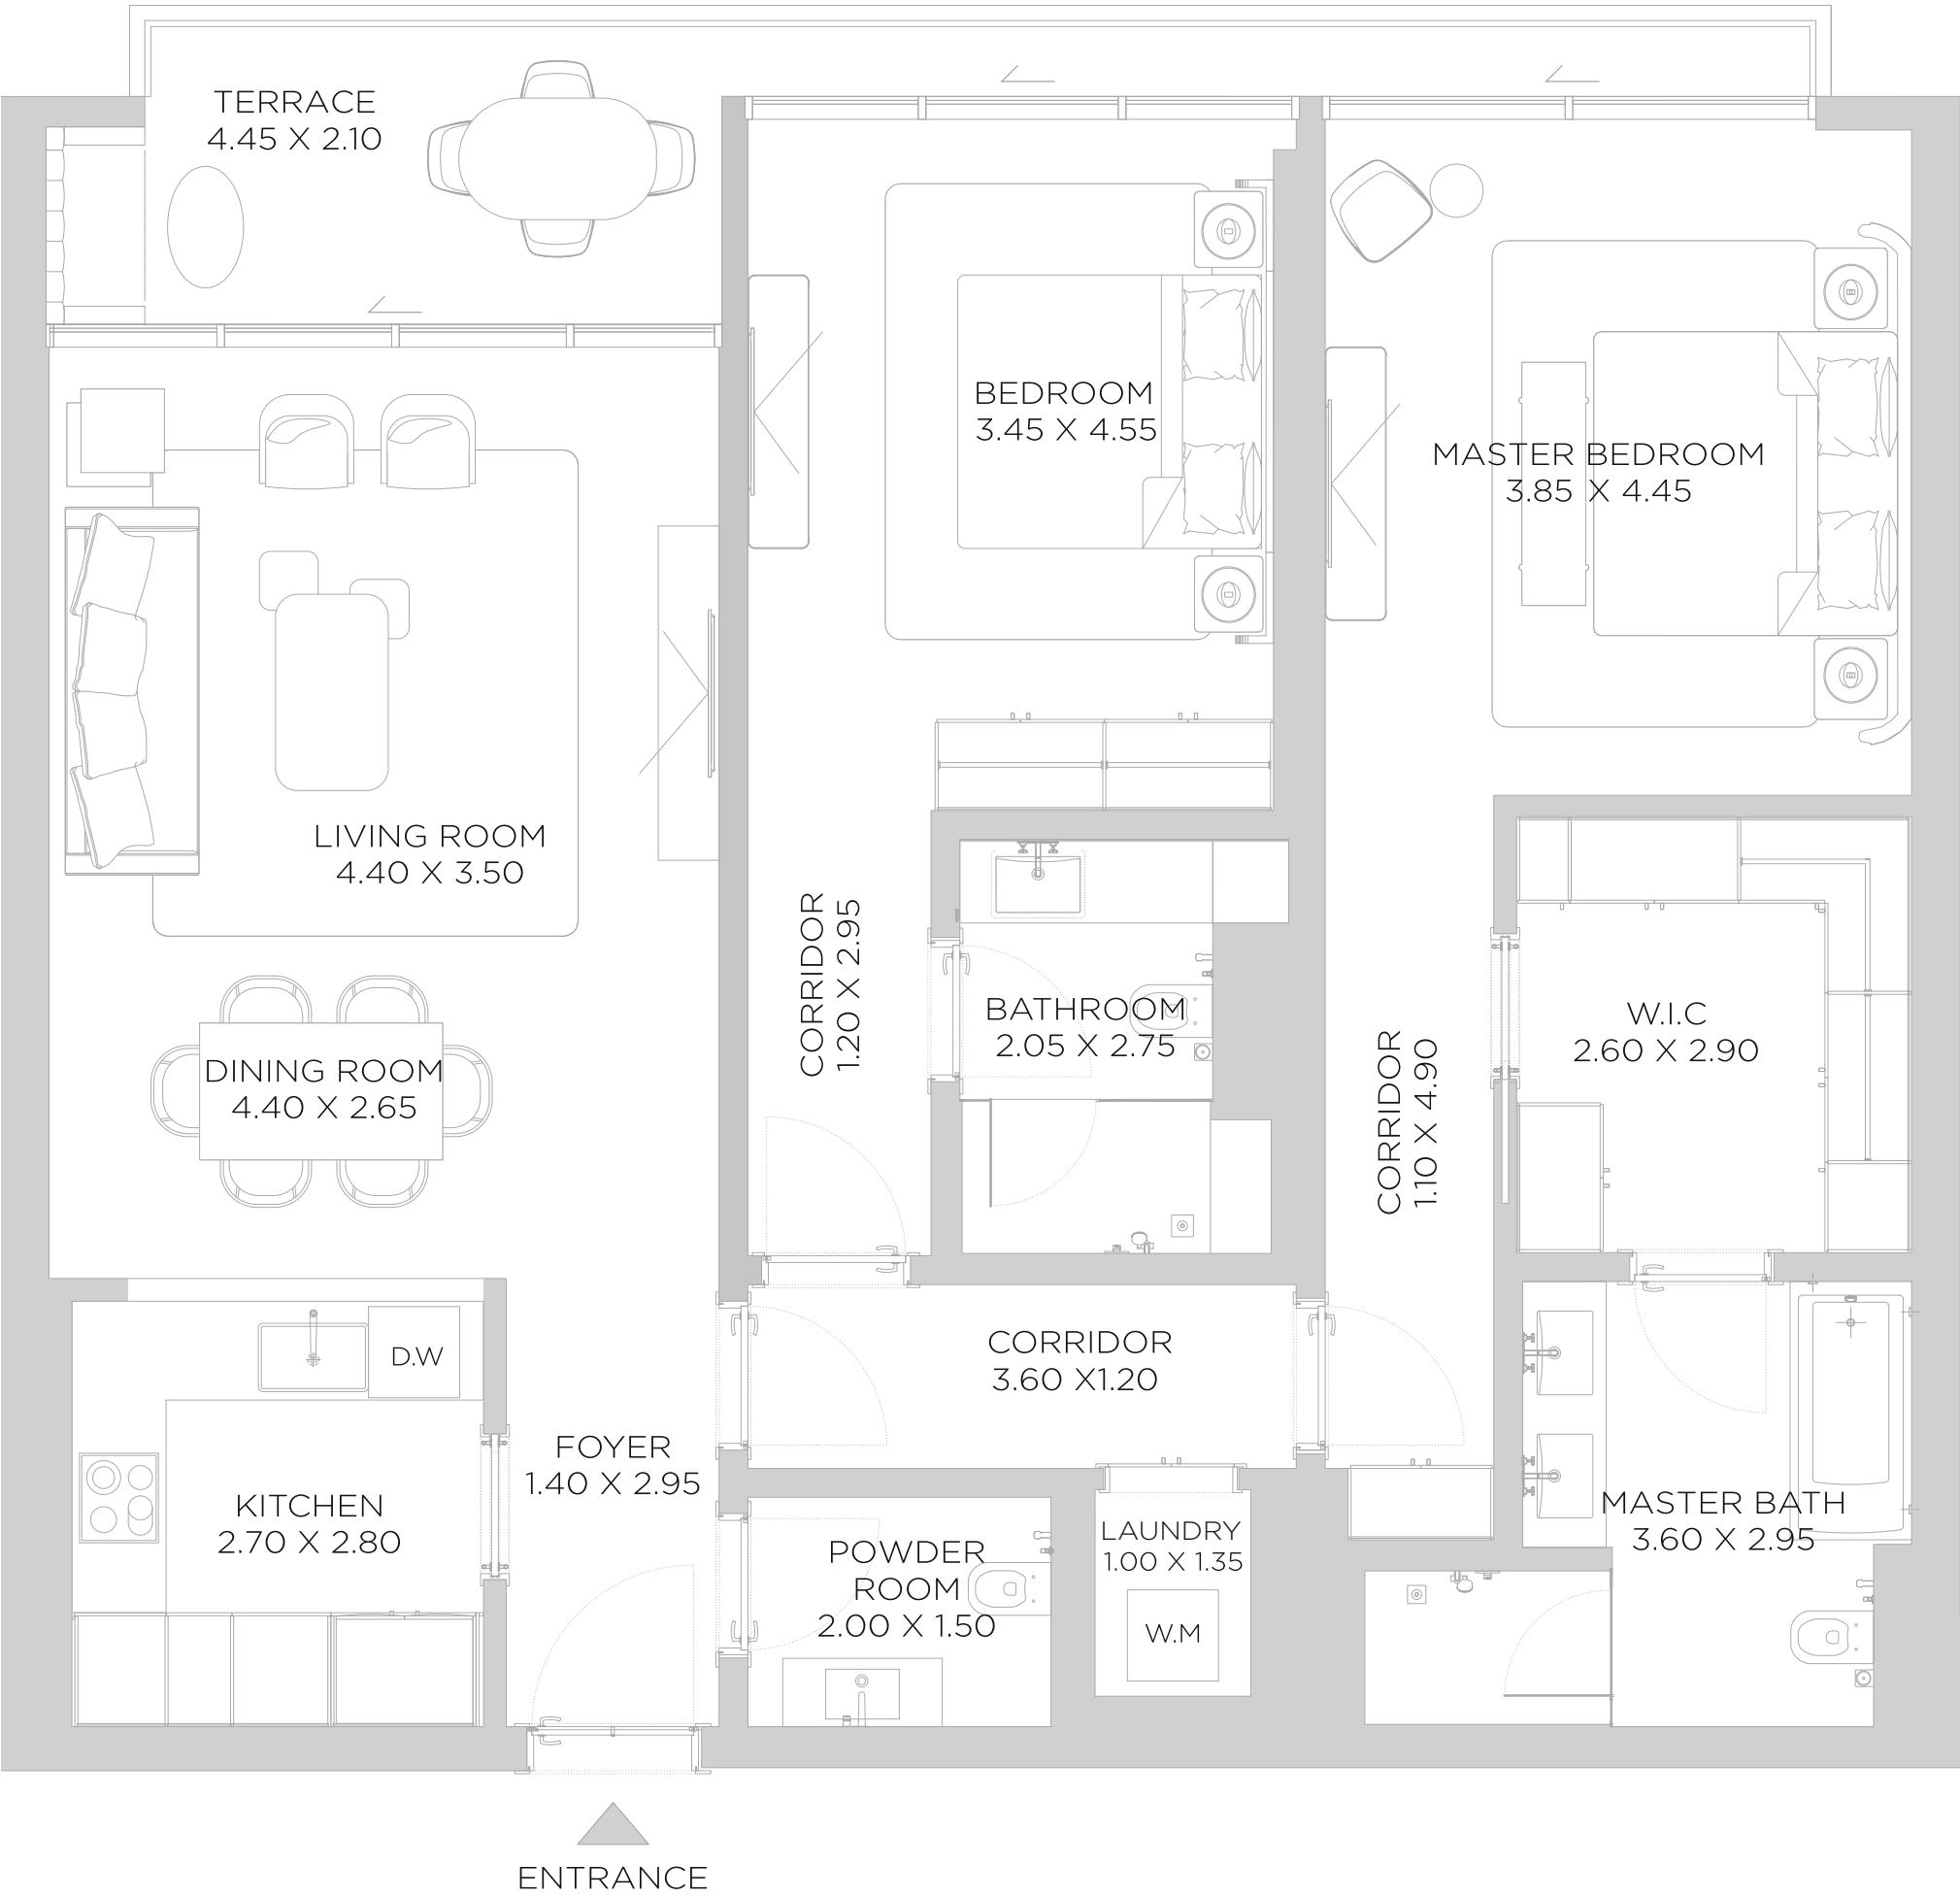 TERRACE
4.45 X 2.10
BEDROOM
3.45 X 4.55
MASTER BEDROOM
3.85 X 4.45
LIVING ROOM
4.40 X 3.50
CORRIDOR
1.20 X 2.95
BATHROOM
2.05 X 2.75
W.I.C
2.60 X 2.90
DINING ROOM
4.40 X 2.65
CORRIDOR
1.10 X 4.90
D.W
CORRIDOR
3.60 X1.20
FOYER
1.40 X 2.95
KITCHEN
2.70 X 2.80
POWDER
ROOM
2.00 X 1.50
LAUNDRY
1.00 X 1.35
W.M
MASTER BATH
3.60 X 2.95
ENTRANCE